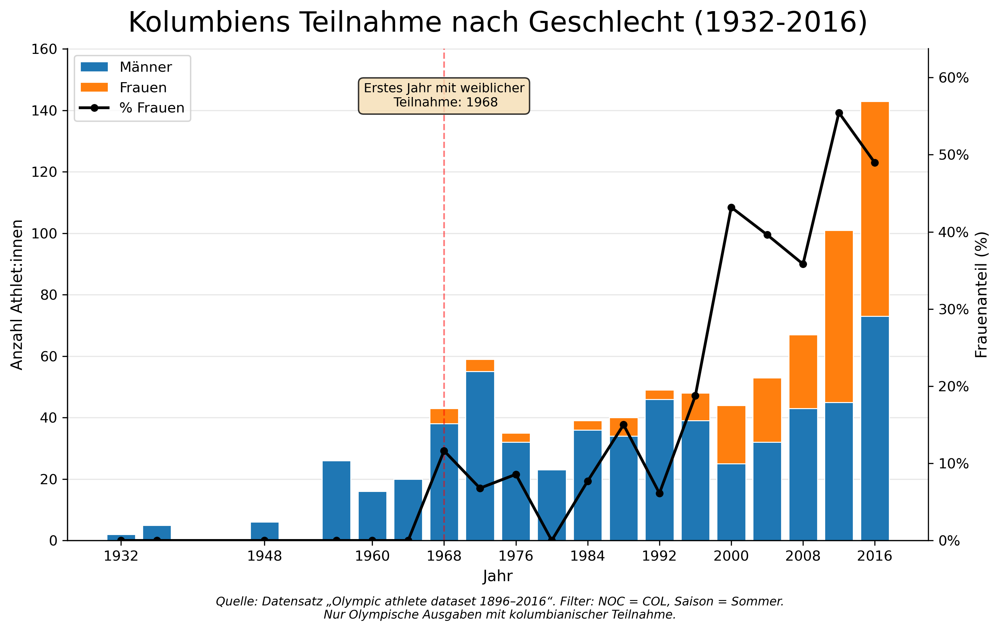 Kolumbiens Teilnahme nach Geschlecht (1932-2016)
Männer
Frauen
% Frauen
Erstes Jahr mit weiblicher
Teilnahme: 1968
Anzahl Athlet:innen
160
140
120
100
80
60
40
20
0
Frauenanteil (%)
60%
50%
40%
30%
20%
10%
0%
1932
1948
1960
1968
1976
1984
1992
2000
2008
2016
Jahr
Quelle: Datensatz „Olympic athlete dataset 1896–2016“. Filter: NOC = COL, Saison = Sommer.
Nur Olympische Ausgaben mit kolumbianischer Teilnahme.